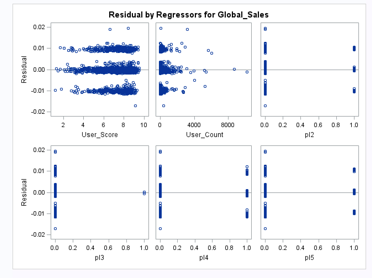 Residual by Regressors for Global_Sales
Residual
0.02
0.01
0.00
-0.01
-0.02
2 4 6 8 10
User_Score
0 4000 8000
User_Count
0.0 0.2 0.4 0.6 0.8 1.0
pl2
Residual
0.02
0.01
0.00
-0.01
-0.02
0.0 0.2 0.4 0.6 0.8 1.0
pl3
0.0 0.2 0.4 0.6 0.8 1.0
pl4
0.0 0.2 0.4 0.6 0.8 1.0
pl5